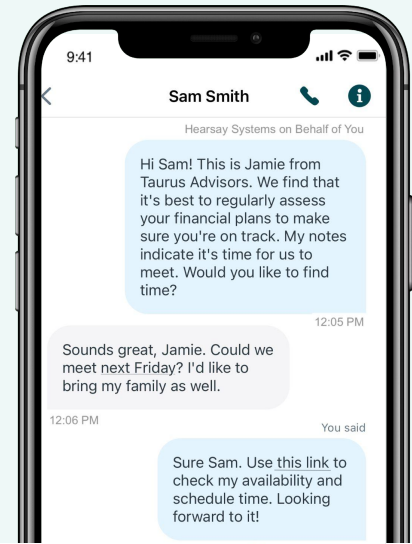 9:41
Sam Smith
Hearsay Systems on Behalf of You
Hi Sam! This is Jamie from
Taurus Advisors. We find that
it's best to regularly assess
your financial plans to make
sure you're on track. My notes
indicate it's time for us to
meet. Would you like to find
time?
12:05 PM
Sounds great, Jamie. Could we
meet next Friday? I'd like to
bring my family as well.
12:06 PM
You said
Sure Sam. Use this link to
check my availability and
schedule time. Looking
forward to it!